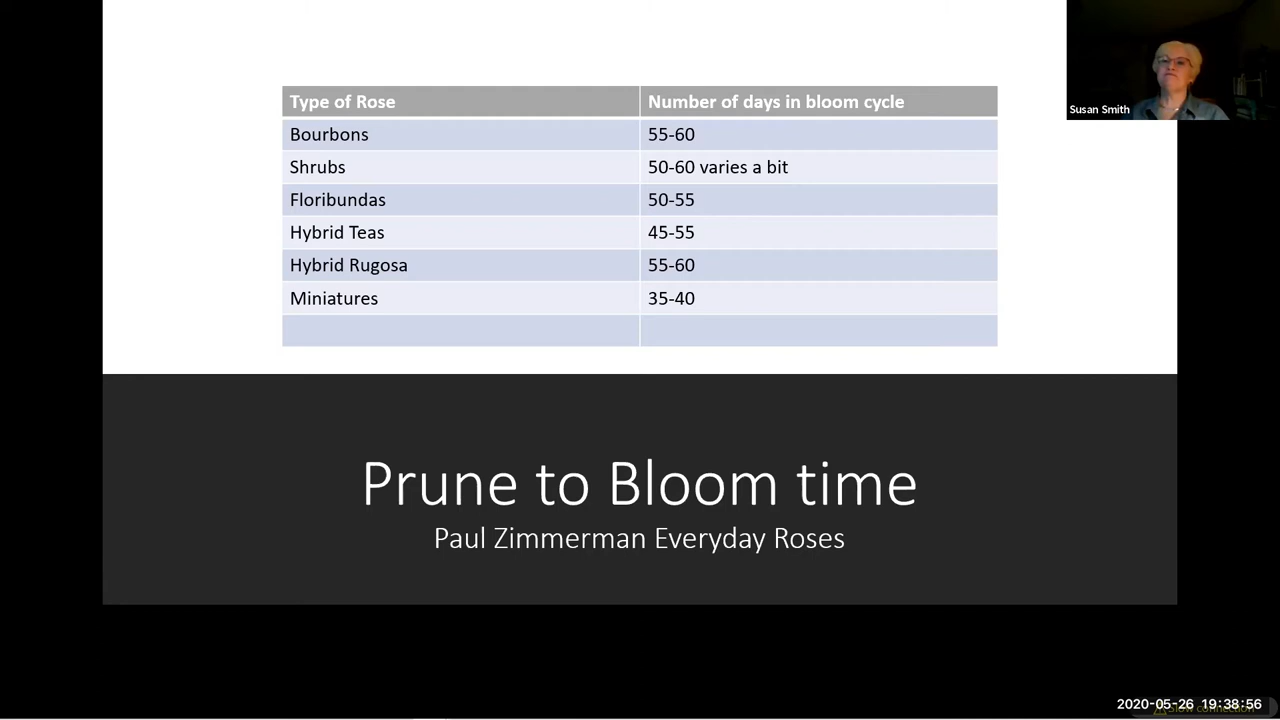 Type of Rose Number of days in bloom cycle
Bourbons 55-60
Shrubs 50-60 varies a bit
Floribundas 50-55
Hybrid Teas 45-55
Hybrid Rugosa 55-60
Miniatures 35-40
Susan Smith
Prune to Bloom time
Paul Zimmerman Everyday Roses
2020-05-26 19:38:56
Slow connection